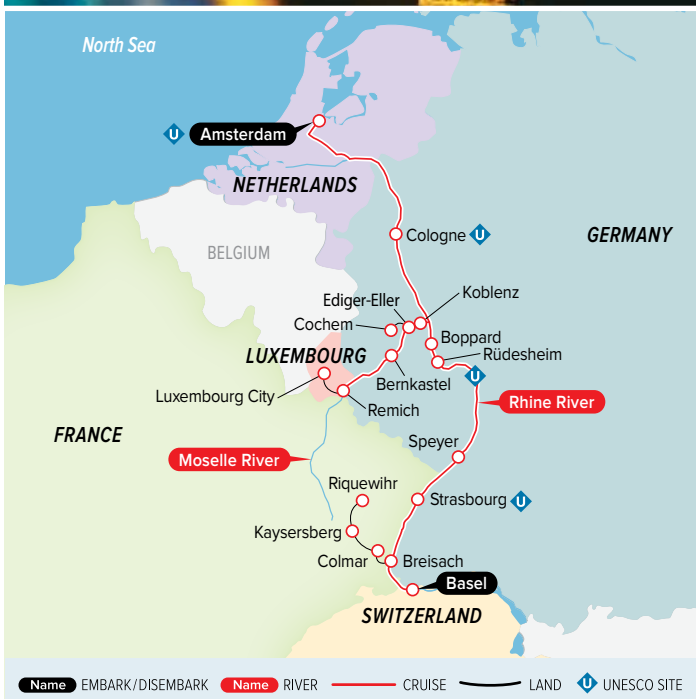 North Sea
U
Amsterdam
NETHERLANDS
Cologne U
GERMANY
BELGIUM
Koblenz
Ediger-Eller
Cochem
Boppard
LUXEMBOURG
Rüdesheim
Bernkastel
U
Luxembourg City
Remich
Rhine River
FRANCE
Speyer
Moselle River
Riquewihr
Strasbourg U
Kaysersberg
Colmar
Breisach
Basel
SWITZERLAND
Name EMBARK/DISEMBARK Name RIVER CRUISE LAND U UNESCO SITE